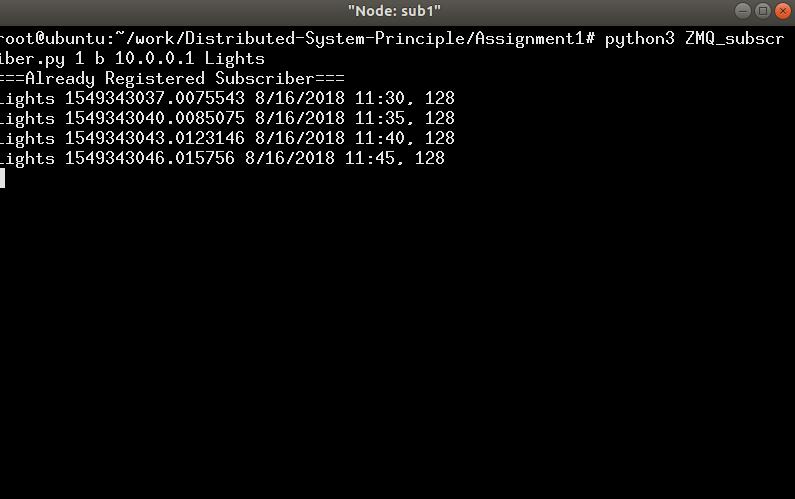 "Node: sub1"
root@ubuntu:~/work/Distributed-System-Principle/Assignment1# python3 ZMQ_subscr
iber.py 1 b 10.0.0.1 Lights
===Already Registered Subscriber===
Lights 1549343037.0075543 8/16/2018 11:30, 128
Lights 1549343040.0085075 8/16/2018 11:35, 128
Lights 1549343043.0123146 8/16/2018 11:40, 128
Lights 1549343046.015756 8/16/2018 11:45, 128